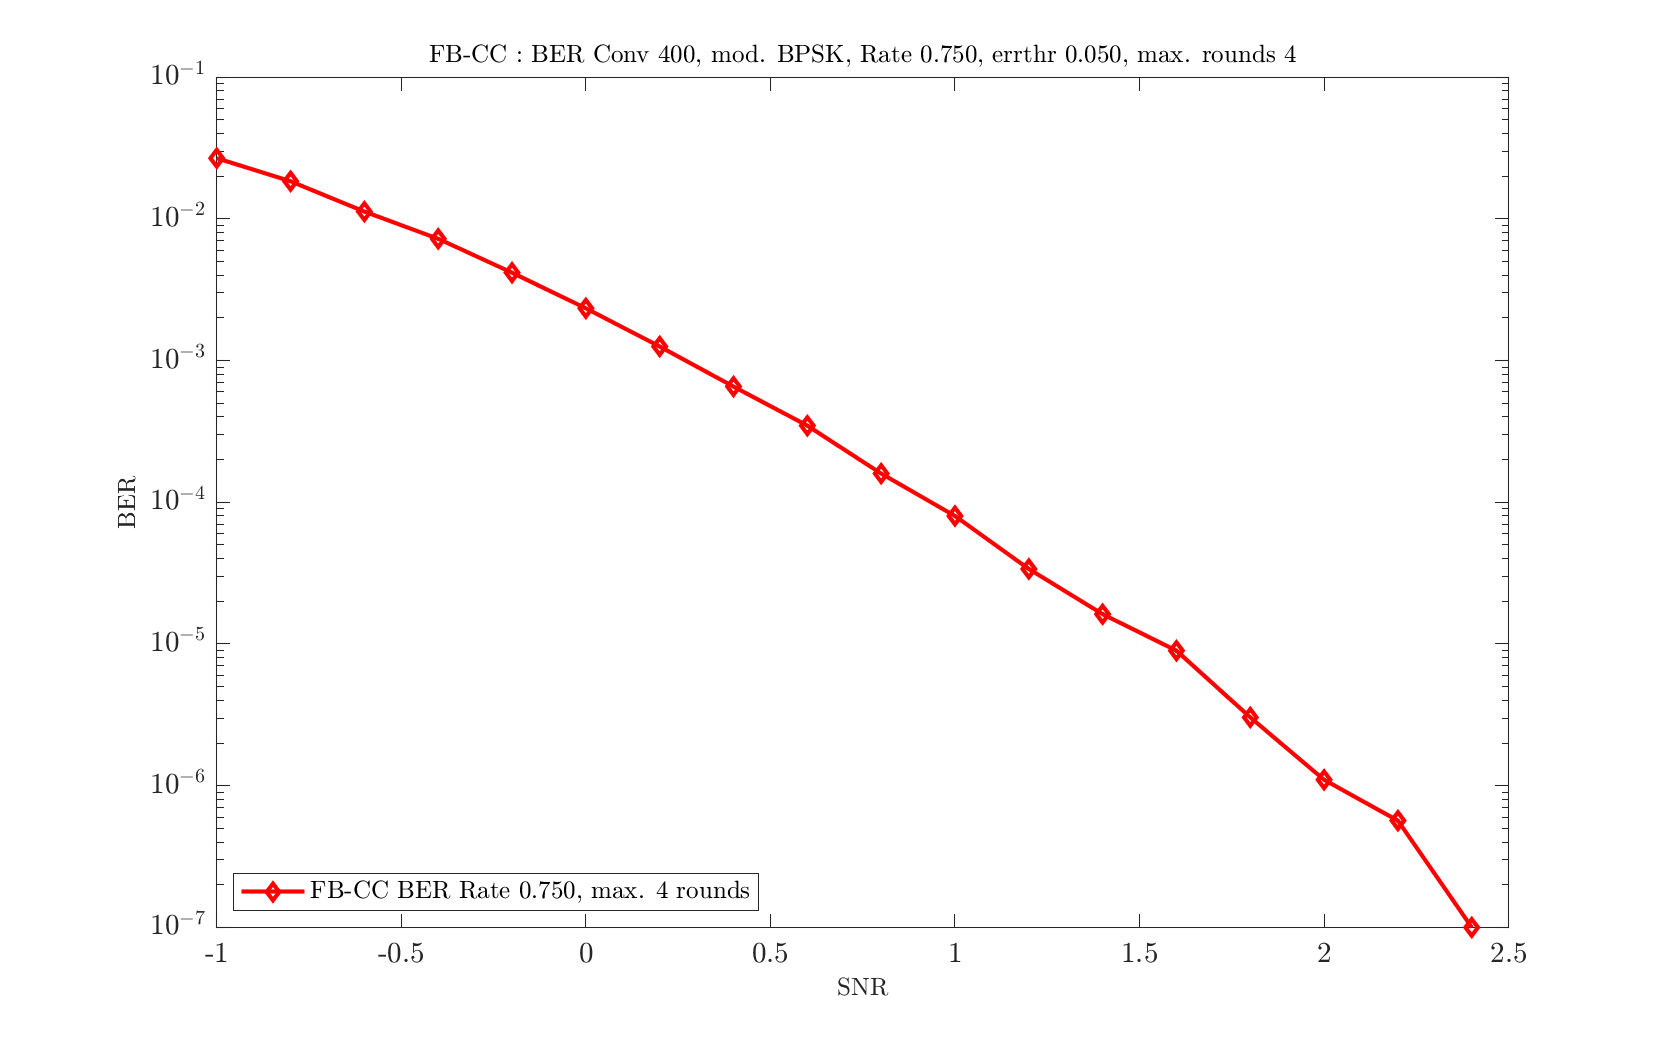 FB-CC : BER Conv 400, mod. BPSK, Rate 0.750, errthr 0.050, max. rounds 4
10^{-1}
10^{-2}
10^{-3}
10^{-4}
10^{-5}
10^{-6}
10^{-7}
BER
FB-CC BER Rate 0.750, max. 4 rounds
-1 -0.5 0 0.5 1 1.5 2 2.5
SNR